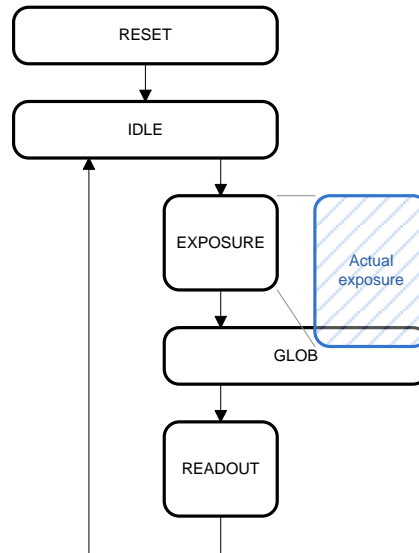 RESET
IDLE
EXPOSURE
Actual
exposure
GLOB
READOUT